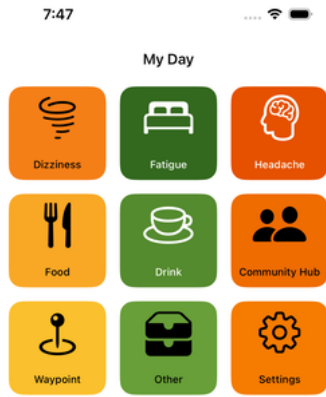 7:47
My Day
Dizziness
Fatigue
Headache
Food
Drink
Community Hub
Waypoint
Other
Settings